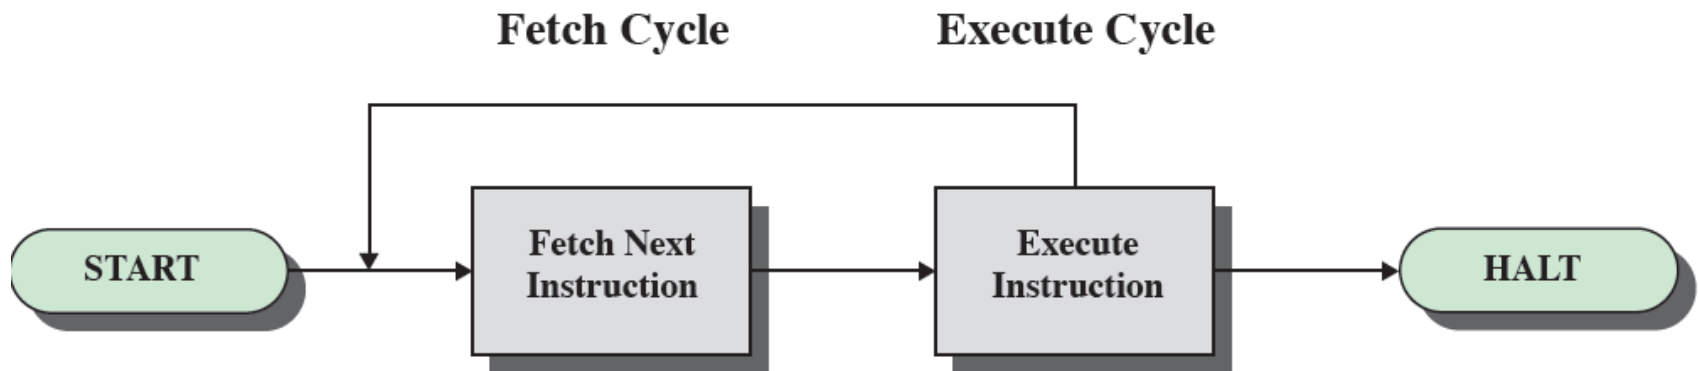 Fetch Cycle
Execute Cycle
START
Fetch Next
Instruction
Execute
Instruction
HALT